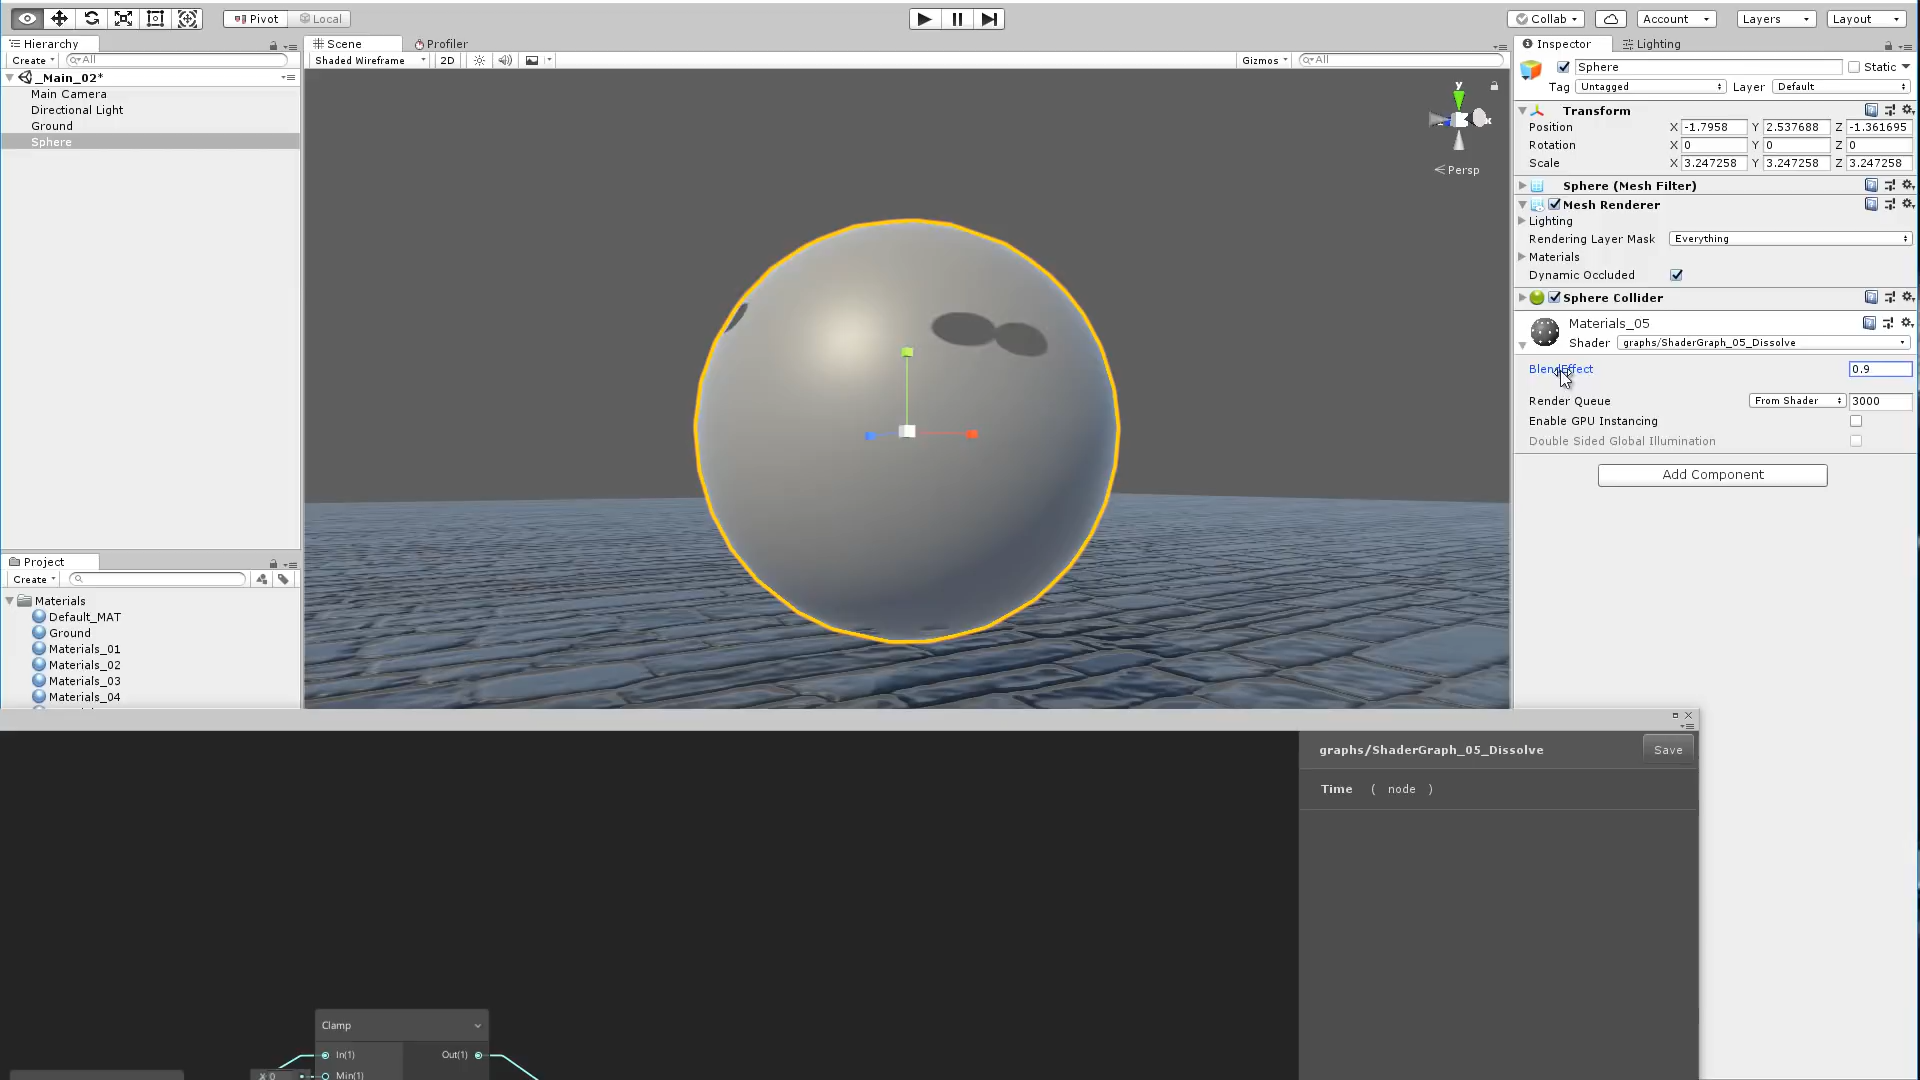 Pivot
Local
Collab
Account
Layers
Layout
Hierarchy
Create
All
_Main_02*
Main Camera
Directional Light
Ground
Sphere
Scene
Profiler
Shaded Wireframe
2D
Gizmos
All
y
x
Persp
Project
Create
Materials
Default_MAT
Ground
Materials_01
Materials_02
Materials_03
Materials_04
Inspector
Lighting
Sphere
Static
Tag
Untagged
Layer
Default
Transform
Position X -1.7958 Y 2.537688 Z -1.361695
Rotation X 0 Y 0 Z 0
Scale X 3.247258 Y 3.247258 Z 3.247258
Sphere (Mesh Filter)
Mesh Renderer
Lighting
Rendering Layer Mask Everything
Materials
Dynamic Occluded
Sphere Collider
Materials_05
Shader graphs/ShaderGraph_05_Dissolve
BlendEffect 0.9
Render Queue From Shader 3000
Enable GPU Instancing
Double Sided Global Illumination
Add Component
graphs/ShaderGraph_05_Dissolve
Save
Time ( node )
Clamp
In(1)
Out(1)
X 0
Min(1)